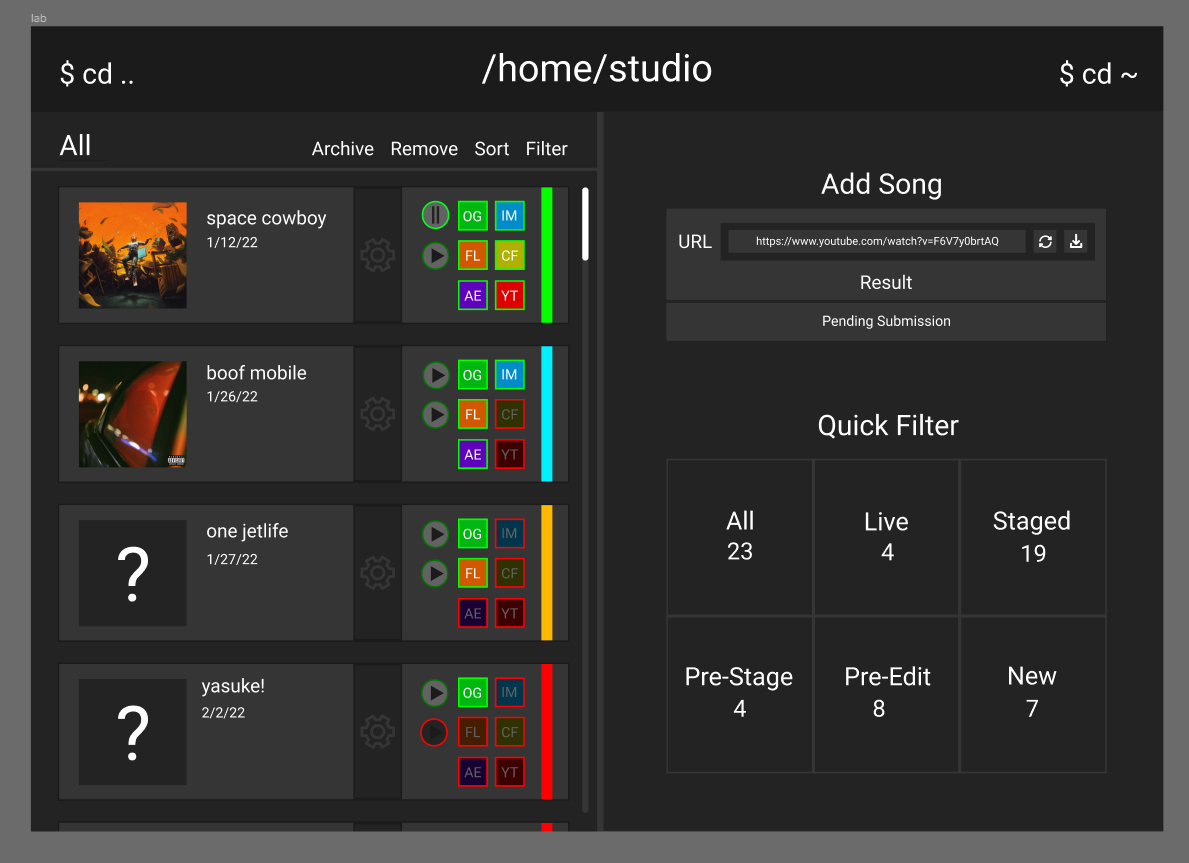 lab
$ cd ..
/home/studio
$ cd ~
All
Archive Remove Sort Filter
space cowboy
1/12/22
OG IM
FL CF
AE YT
boof mobile
1/26/22
OG IM
FL CF
AE YT
one jetlife
1/27/22
?
OG IM
FL CF
AE YT
yasuke!
2/2/22
?
OG IM
FL CF
AE YT
Add Song
URL https://www.youtube.com/watch?v=F6V7y0brtAQ
Result
Pending Submission
Quick Filter
All
23
Live
4
Staged
19
Pre-Stage
4
Pre-Edit
8
New
7